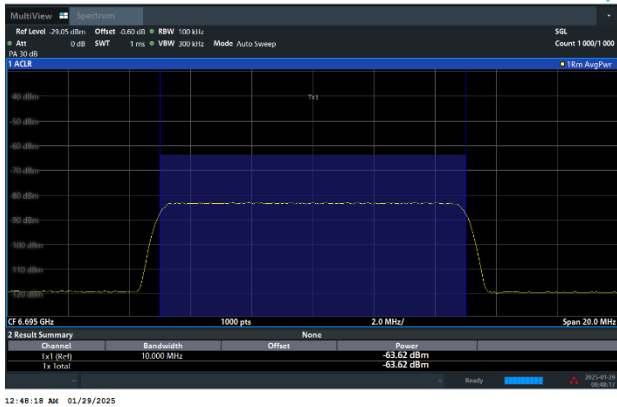 MultiView Spectrum
Ref Level -29.05 dBm Offset -0.60 dB RBW 100 kHz SGL
Att 0 dB SWT 1 ms VBW 300 kHz Mode Auto Sweep Count 1000/1000
PA 30 dB
1 ACLR 1Rm AvgPwr
Tx1
-40 dBm
-50 dBm
-60 dBm
-70 dBm
-80 dBm
-90 dBm
-100 dBm
-110 dBm
-120 dBm
CF 6.695 GHz 1000 pts 2.0 MHz/ Span 20.0 MHz
2 Result Summary None
Channel Bandwidth Offset Power
Tx1 (Ref) 10.000 MHz -63.62 dBm
Tx Total -63.62 dBm
Ready 2025-01-29
00:48:17
12:48:18 AM 01/29/2025